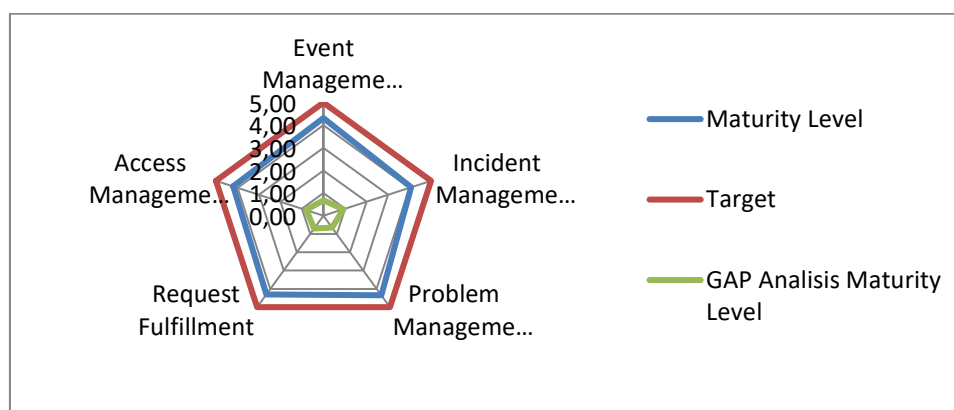 Event
Manageme...
5,00
4,00
3,00
2,00
1,00
0,00
Incident
Manageme...
Problem
Manageme...
Request
Fulfillment
Access
Manageme...
Maturity Level
Target
GAP Analisis Maturity
Level